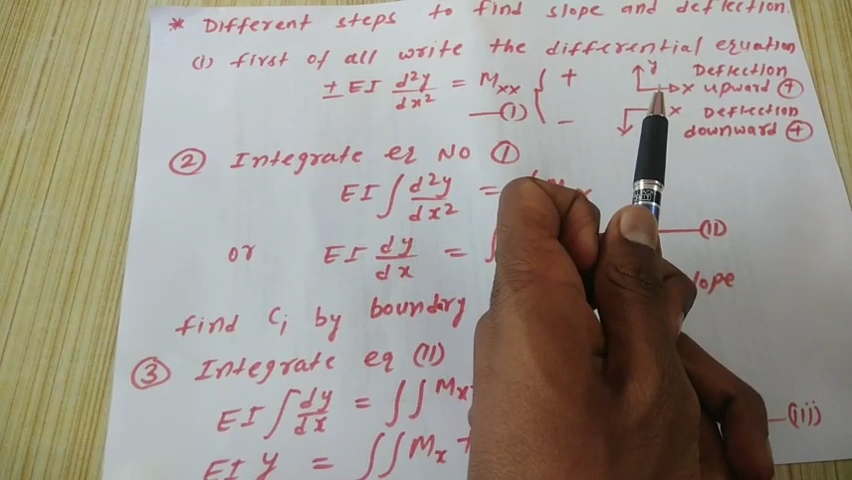 * Different steps to find slope and deflection.
(1) first of all write the differential equation
± EI d²y/dx² = Mxx —(1) { + y x Deflection upward (+)
− x Deflection downward (+)
(2) Integrate eq NO (1)
EI ∫ d²y/dx² = —(11)
or EI dy/dx = ∫
find C1 by boundary lope
(3) Integrate eq (11)
EI ∫ dy/dx = ∫∫ Mx —(iii)
EI y = ∫∫ Mx +